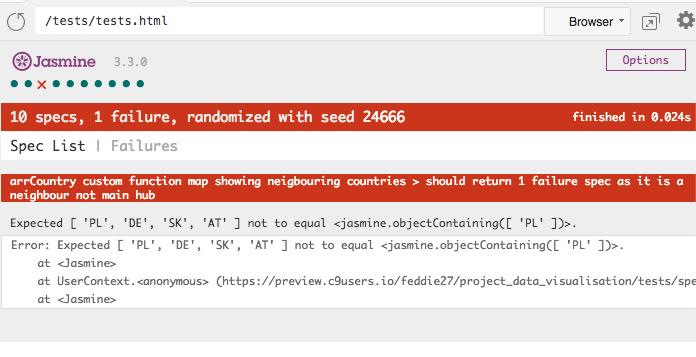 /tests/tests.html
Browser
Jasmine 3.3.0
Options
10 specs, 1 failure, randomized with seed 24666
finished in 0.024s
Spec List | Failures
arrCountry custom function map showing neigbouring countries > should return 1 failure spec as it is a
neighbour not main hub
Expected [ 'PL', 'DE', 'SK', 'AT' ] not to equal <jasmine.objectContaining([ 'PL' ])>.
Error: Expected [ 'PL', 'DE', 'SK', 'AT' ] not to equal <jasmine.objectContaining([ 'PL' ])>.
at <Jasmine>
at UserContext.<anonymous> (https://preview.c9users.io/feddie27/project_data_visualisation/tests/spe
at <Jasmine>